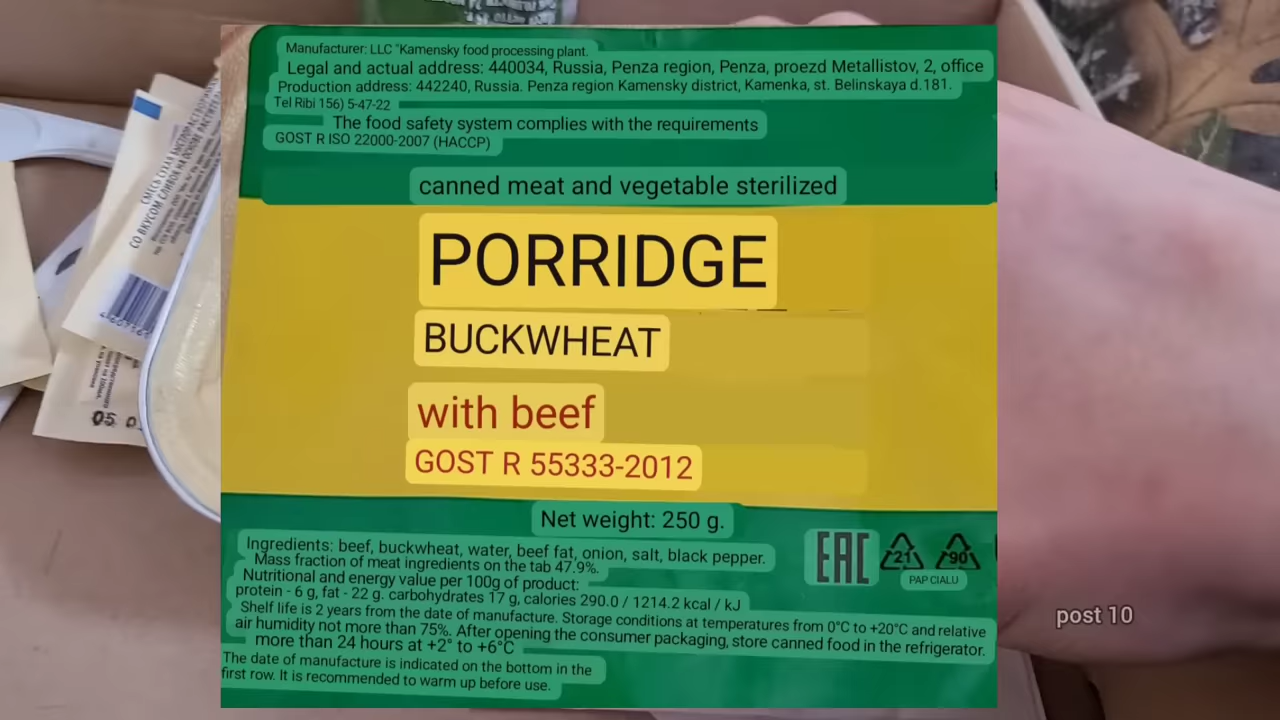 Manufacturer: LLC "Kamensky food processing plant.
Legal and actual address: 440034, Russia, Penza region, Penza, proezd Metallistov, 2, office
Production address: 442240, Russia. Penza region Kamensky district, Kamenka, st. Belinskaya d.181.
Tel Ribi 156) 5-47-22
The food safety system complies with the requirements
GOST R ISO 22000-2007 (HACCP)
canned meat and vegetable sterilized
PORRIDGE
BUCKWHEAT
with beef
GOST R 55333-2012
Net weight: 250 g.
Ingredients: beef, buckwheat, water, beef fat, onion, salt, black pepper.
Mass fraction of meat ingredients on the tab 47.9%.
Nutritional and energy value per 100g of product:
protein - 6 g, fat - 22 g. carbohydrates 17 g, calories 290.0 / 1214.2 kcal / kJ
Shelf life is 2 years from the date of manufacture. Storage conditions at temperatures from 0°C to +20°C and relative
air humidity not more than 75%. After opening the consumer packaging, store canned food in the refrigerator.
more than 24 hours at +2° to +6°C
The date of manufacture is indicated on the bottom in the
first row. It is recommended to warm up before use.
EAC
21
90
PAP CIALU
СМЕСЬ СУХАЯ
СО ВКУСОМ СЛИВОК НА ОСНОВЕ
05
post 10